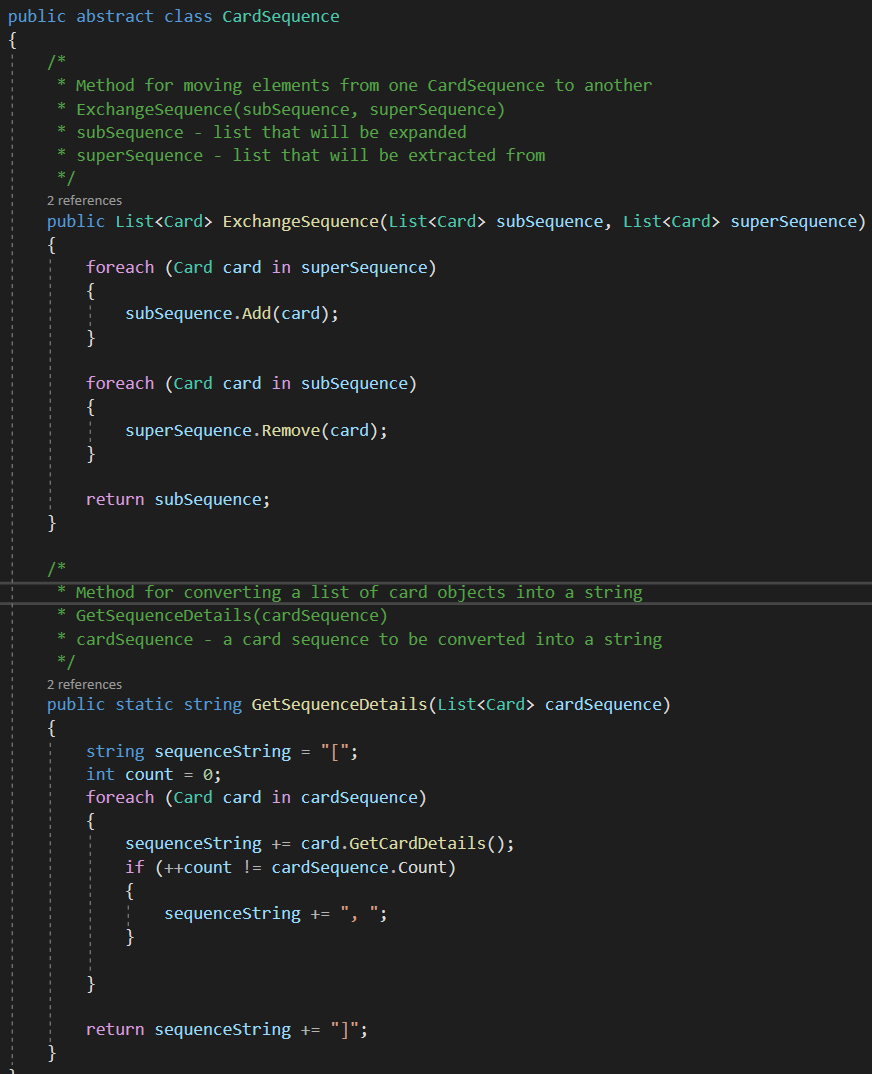 public abstract class CardSequence
{
/*
* Method for moving elements from one CardSequence to another
* ExchangeSequence(subSequence, superSequence)
* subSequence - list that will be expanded
* superSequence - list that will be extracted from
*/
2 references
public List<Card> ExchangeSequence(List<Card> subSequence, List<Card> superSequence)
{
foreach (Card card in superSequence)
{
subSequence.Add(card);
}
foreach (Card card in subSequence)
{
superSequence.Remove(card);
}
return subSequence;
}
/*
* Method for converting a list of card objects into a string
* GetSequenceDetails(cardSequence)
* cardSequence - a card sequence to be converted into a string
*/
2 references
public static string GetSequenceDetails(List<Card> cardSequence)
{
string sequenceString = "[";
int count = 0;
foreach (Card card in cardSequence)
{
sequenceString += card.GetCardDetails();
if (++count != cardSequence.Count)
{
sequenceString += ", ";
}
}
return sequenceString += "]";
}
}